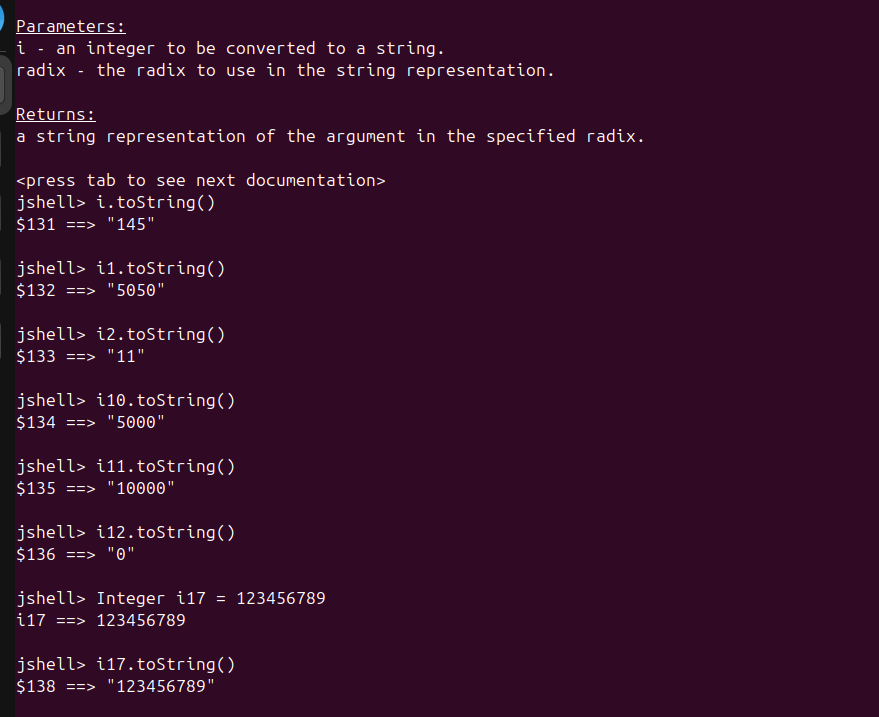 Parameters:
i - an integer to be converted to a string.
radix - the radix to use in the string representation.
Returns:
a string representation of the argument in the specified radix.
<press tab to see next documentation>
jshell> i.toString()
$131 ==> "145"
jshell> i1.toString()
$132 ==> "5050"
jshell> i2.toString()
$133 ==> "11"
jshell> i10.toString()
$134 ==> "5000"
jshell> i11.toString()
$135 ==> "10000"
jshell> i12.toString()
$136 ==> "0"
jshell> Integer i17 = 123456789
i17 ==> 123456789
jshell> i17.toString()
$138 ==> "123456789"